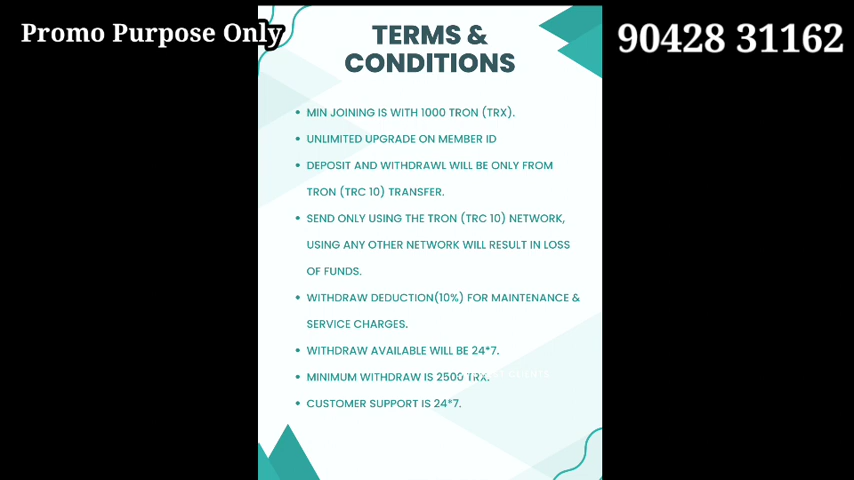 Promo Purpose Only
90428 31162
TERMS &
CONDITIONS
• MIN JOINING IS WITH 1000 TRON (TRX).
• UNLIMITED UPGRADE ON MEMBER ID
• DEPOSIT AND WITHDRAWL WILL BE ONLY FROM
TRON (TRC 10) TRANSFER.
• SEND ONLY USING THE TRON (TRC 10) NETWORK,
USING ANY OTHER NETWORK WILL RESULT IN LOSS
OF FUNDS.
• WITHDRAW DEDUCTION(10%) FOR MAINTENANCE &
SERVICE CHARGES.
• WITHDRAW AVAILABLE WILL BE 24*7.
• MINIMUM WITHDRAW IS 2500 TRX.
• CUSTOMER SUPPORT IS 24*7.